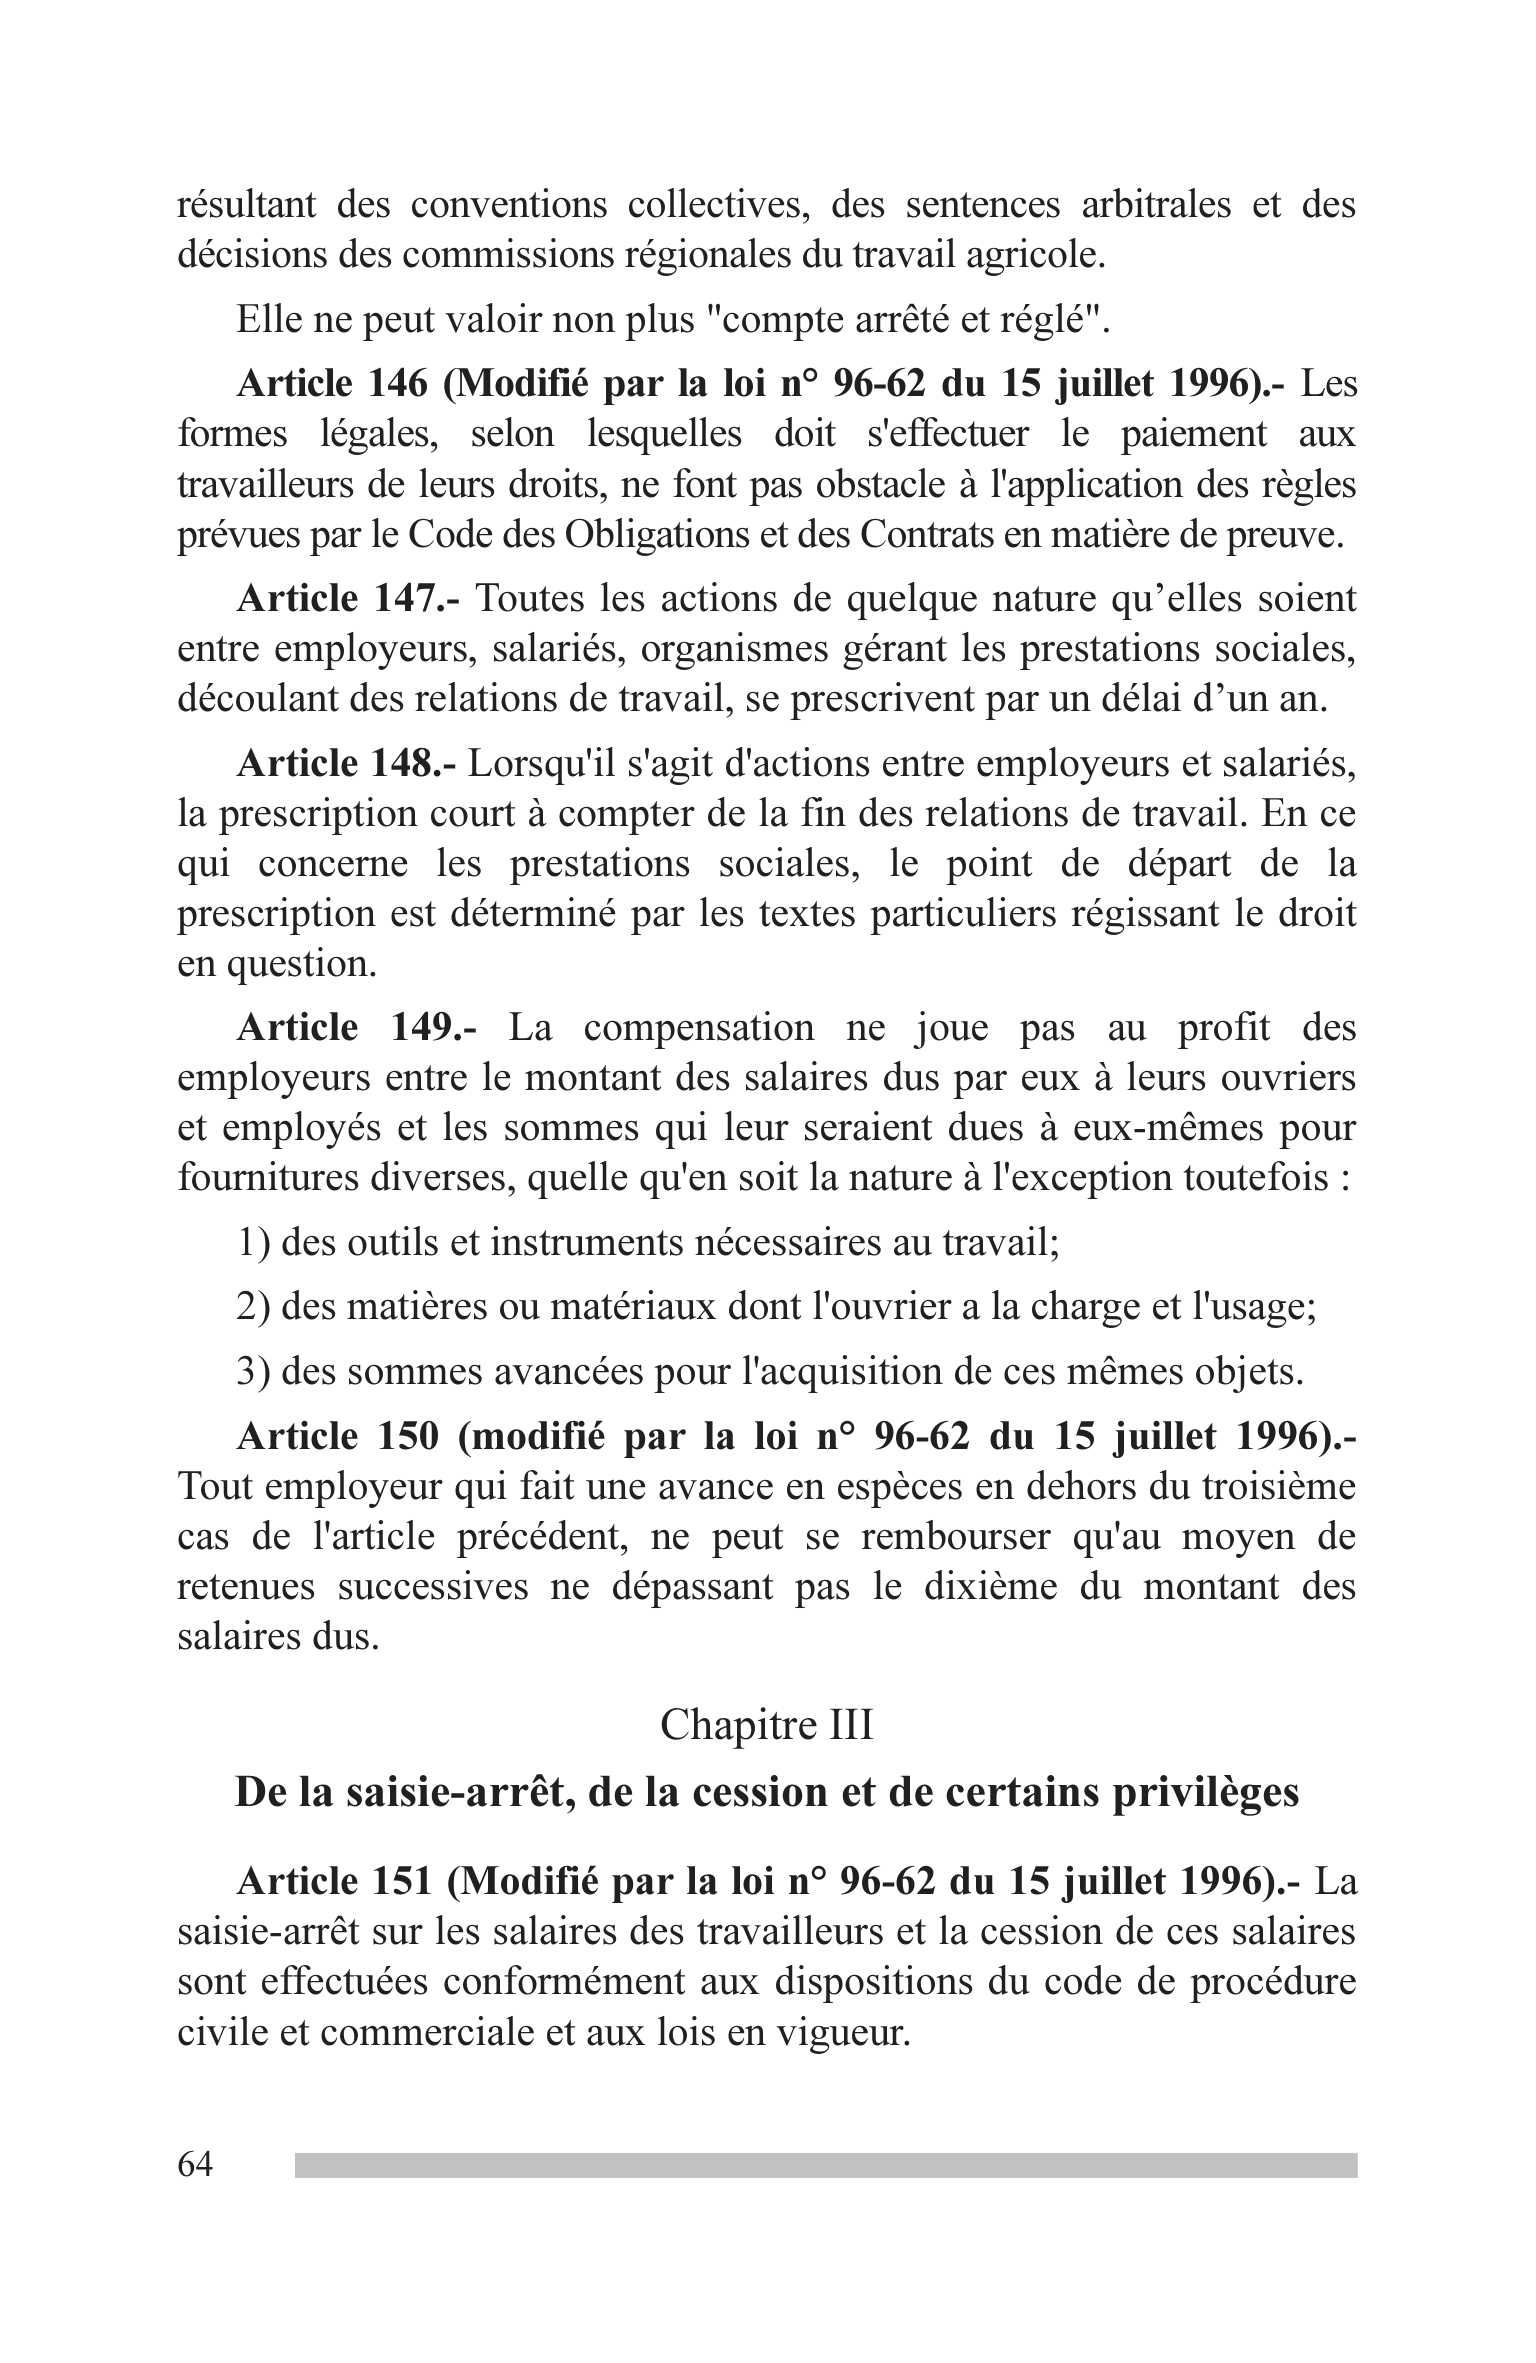 résultant des conventions collectives, des sentences arbitrales et des
décisions des commissions régionales du travail agricole.
Elle ne peut valoir non plus "compte arrêté et réglé".
Article 146 (Modifié par la loi n° 96-62 du 15 juillet 1996).- Les
formes légales, selon lesquelles doit s'effectuer le paiement aux
travailleurs de leurs droits, ne font pas obstacle à l'application des règles
prévues par le Code des Obligations et des Contrats en matière de preuve.
Article 147.- Toutes les actions de quelque nature qu’elles soient
entre employeurs, salariés, organismes gérant les prestations sociales,
découlant des relations de travail, se prescrivent par un délai d’un an.
Article 148.- Lorsqu'il s'agit d'actions entre employeurs et salariés,
la prescription court à compter de la fin des relations de travail. En ce
qui concerne les prestations sociales, le point de départ de la
prescription est déterminé par les textes particuliers régissant le droit
en question.
Article 149.- La compensation ne joue pas au profit des
employeurs entre le montant des salaires dus par eux à leurs ouvriers
et employés et les sommes qui leur seraient dues à eux-mêmes pour
fournitures diverses, quelle qu'en soit la nature à l'exception toutefois :
1) des outils et instruments nécessaires au travail;
2) des matières ou matériaux dont l'ouvrier a la charge et l'usage;
3) des sommes avancées pour l'acquisition de ces mêmes objets.
Article 150 (modifié par la loi n° 96-62 du 15 juillet 1996).-
Tout employeur qui fait une avance en espèces en dehors du troisième
cas de l'article précédent, ne peut se rembourser qu'au moyen de
retenues successives ne dépassant pas le dixième du montant des
salaires dus.
Chapitre III
De la saisie-arrêt, de la cession et de certains privilèges
Article 151 (Modifié par la loi n° 96-62 du 15 juillet 1996).- La
saisie-arrêt sur les salaires des travailleurs et la cession de ces salaires
sont effectuées conformément aux dispositions du code de procédure
civile et commerciale et aux lois en vigueur.
64